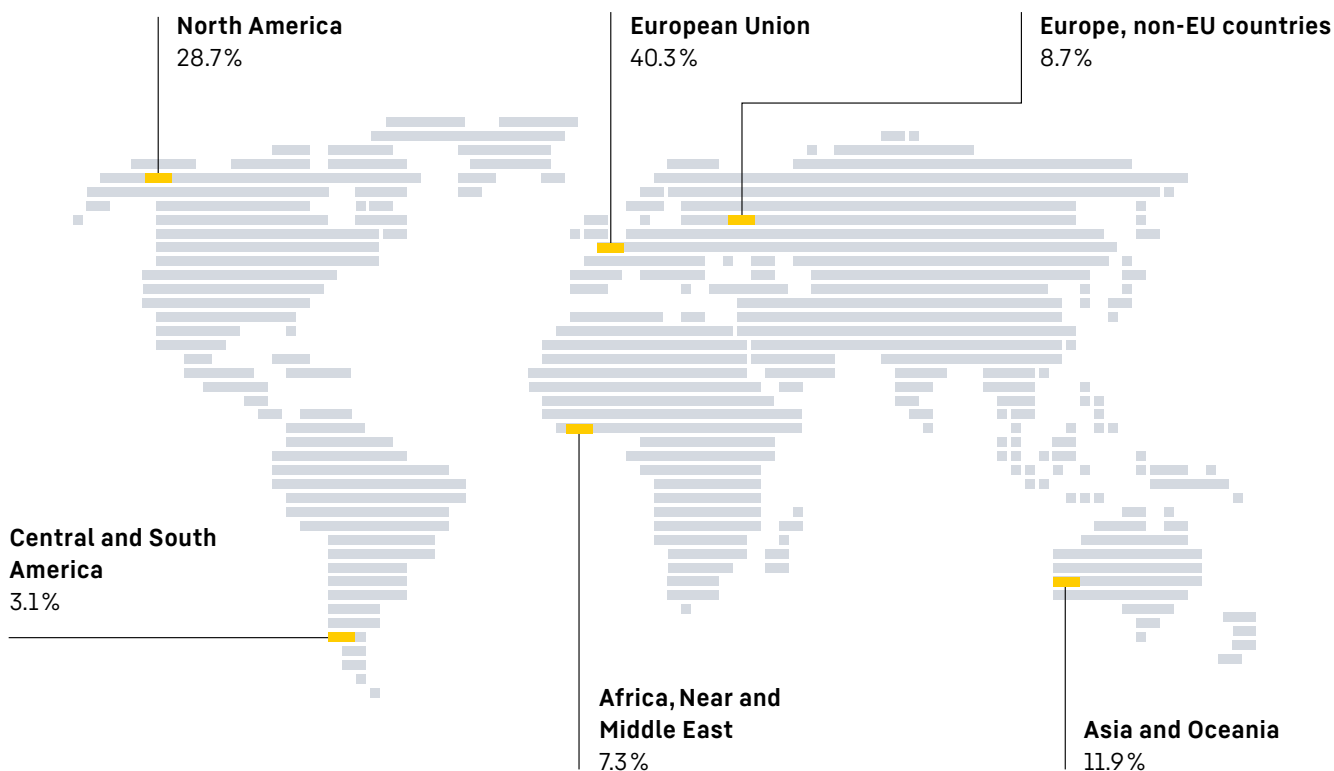 North America
28.7%
European Union
40.3%
Europe, non-EU countries
8.7%
Central and South
America
3.1%
Africa, Near and
Middle East
7.3%
Asia and Oceania
11.9%